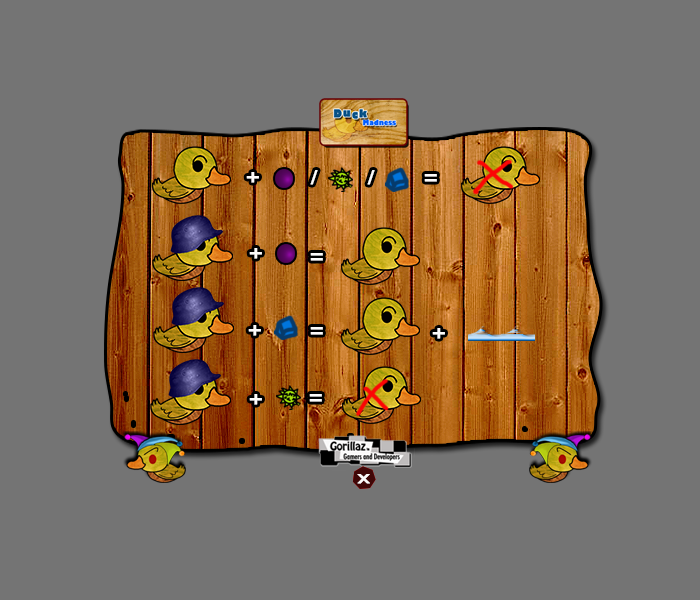 Duck
Madness
+ / / =
+ =
+ = +
+ =
Gorillaz.
Gamers and Developers
X